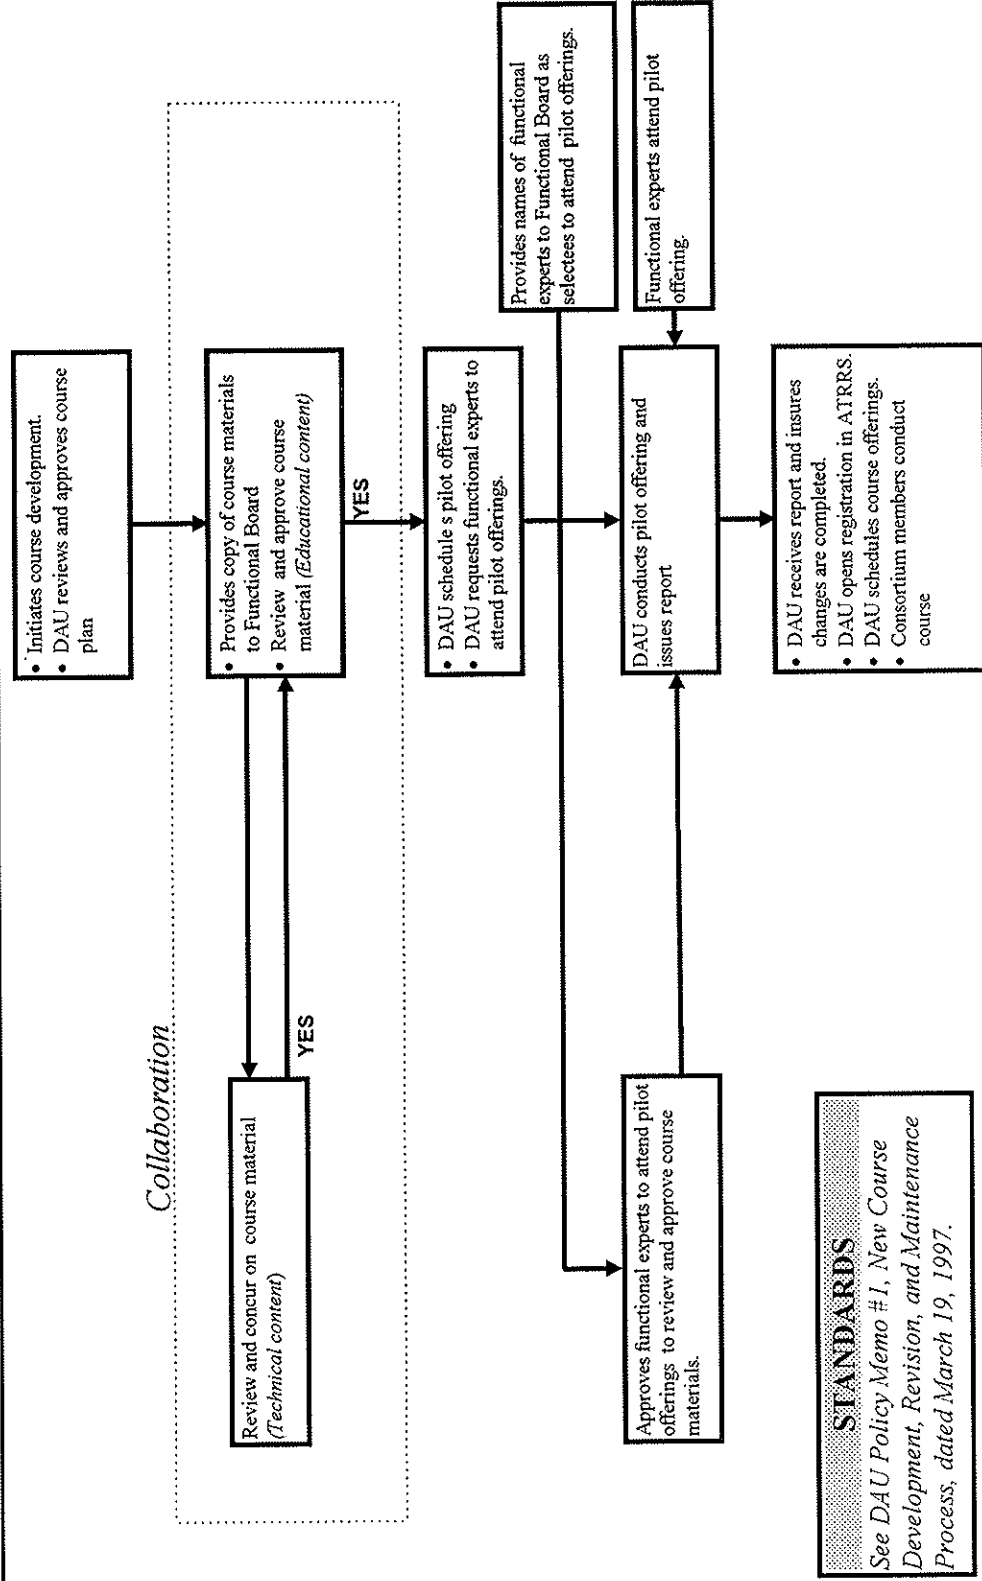 • Initiates course development.
• DAU reviews and approves course
plan
Collaboration
Review and concur on course material
(Technical content)
YES
• Provides copy of course materials
to Functional Board
• Review and approve course
material (Educational content)
YES
• DAU schedule s pilot offering
• DAU requests functional experts to
attend pilot offerings.
Provides names of functional
experts to Functional Board as
selectees to attend pilot offerings.
Approves functional experts to attend pilot
offerings to review and approve course
materials.
DAU conducts pilot offering and
issues report
Functional experts attend pilot
offering.
• DAU receives report and insures
changes are completed.
• DAU opens registration in ATRRS.
• DAU schedules course offerings.
• Consortium members conduct
course
STANDARDS
See DAU Policy Memo #1, New Course
Development, Revision, and Maintenance
Process, dated March 19, 1997.